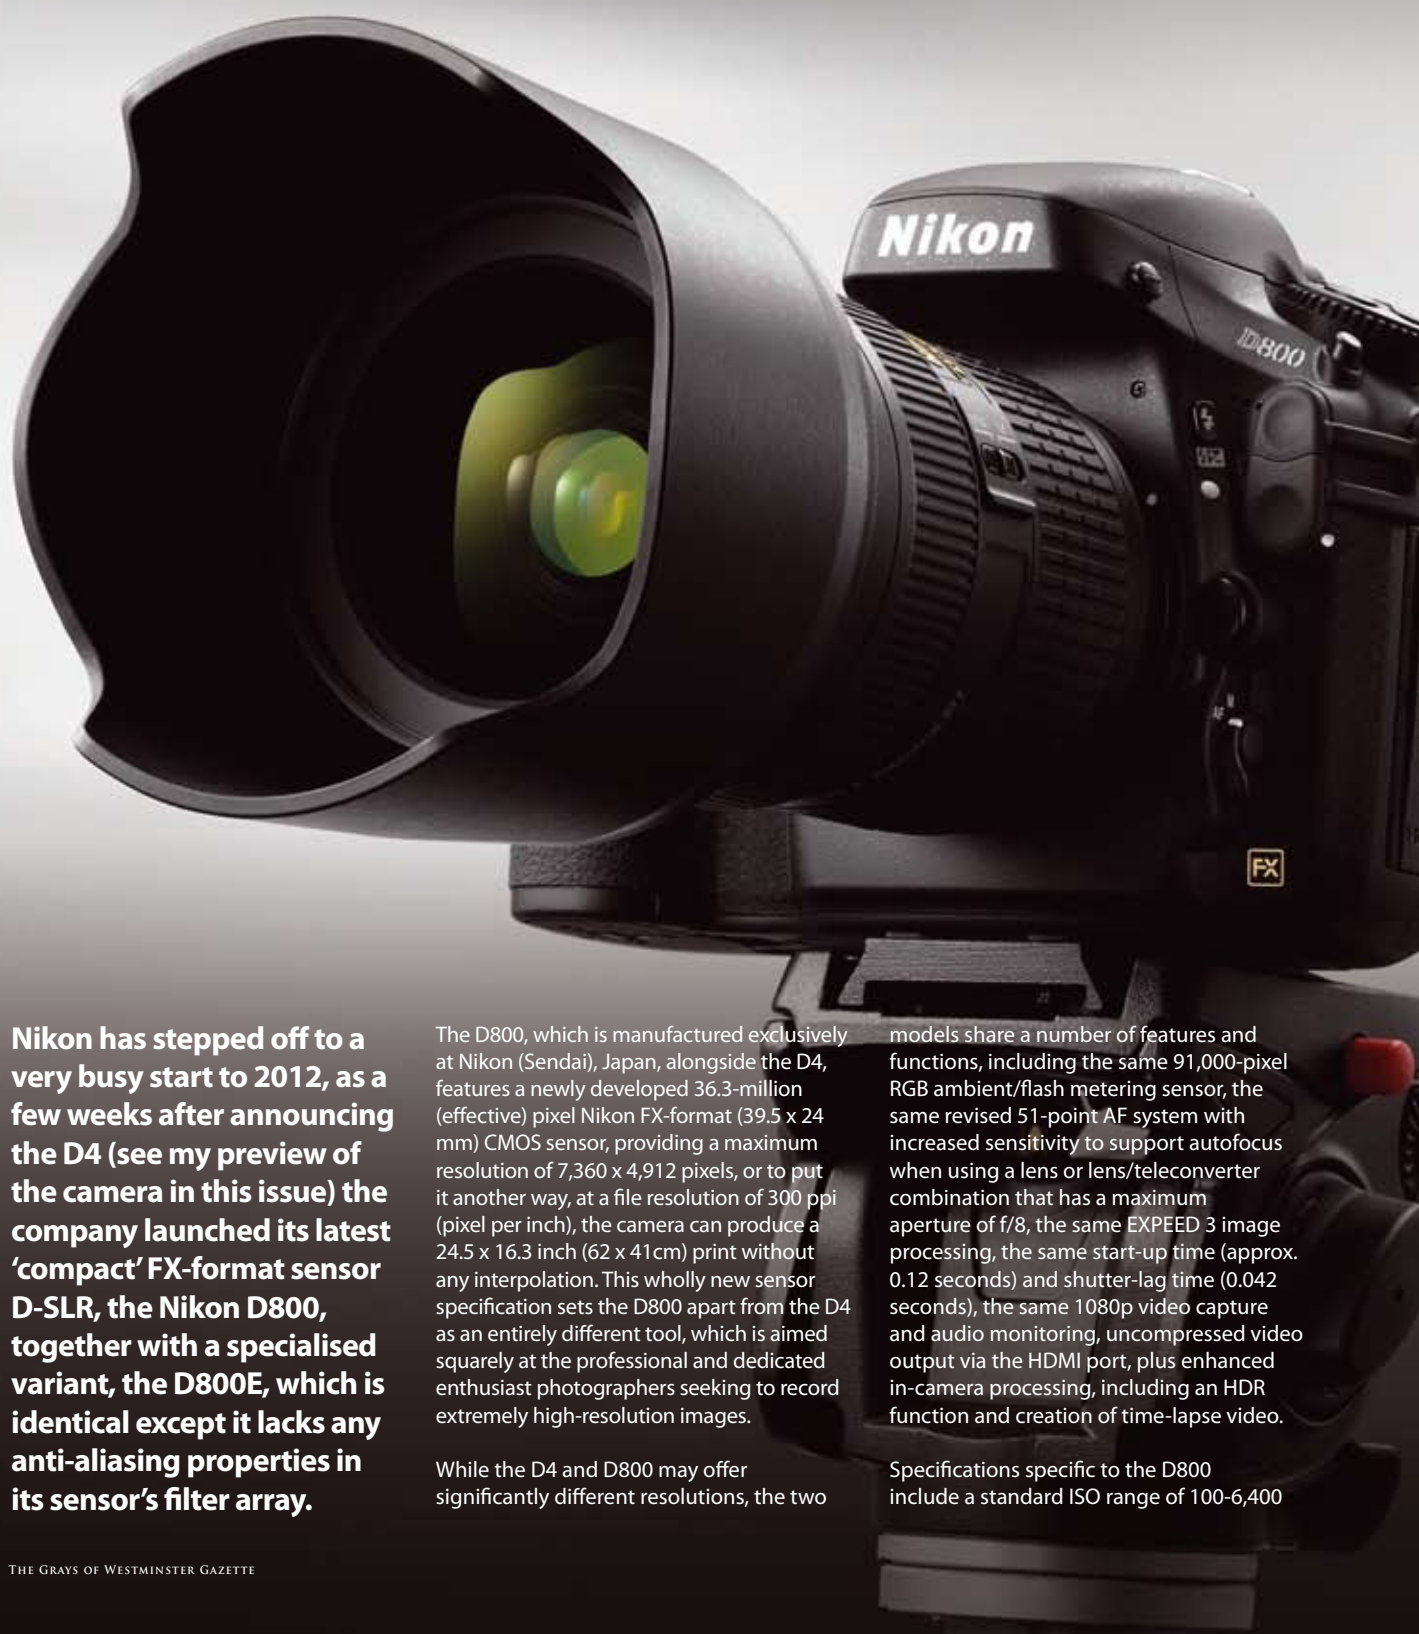 Nikon
D800
FX
Nikon has stepped off to a
very busy start to 2012, as a
few weeks after announcing
the D4 (see my preview of
the camera in this issue) the
company launched its latest
‘compact’ FX-format sensor
D-SLR, the Nikon D800,
together with a specialised
variant, the D800E, which is
identical except it lacks any
anti-aliasing properties in
its sensor’s filter array.
The D800, which is manufactured exclusively
at Nikon (Sendai), Japan, alongside the D4,
features a newly developed 36.3-million
(effective) pixel Nikon FX-format (39.5 x 24
mm) CMOS sensor, providing a maximum
resolution of 7,360 x 4,912 pixels, or to put
it another way, at a file resolution of 300 ppi
(pixel per inch), the camera can produce a
24.5 x 16.3 inch (62 x 41cm) print without
any interpolation. This wholly new sensor
specification sets the D800 apart from the D4
as an entirely different tool, which is aimed
squarely at the professional and dedicated
enthusiast photographers seeking to record
extremely high-resolution images.
While the D4 and D800 may offer
significantly different resolutions, the two
models share a number of features and
functions, including the same 91,000-pixel
RGB ambient/flash metering sensor, the
same revised 51-point AF system with
increased sensitivity to support autofocus
when using a lens or lens/teleconverter
combination that has a maximum
aperture of f/8, the same EXPEED 3 image
processing, the same start-up time (approx.
0.12 seconds) and shutter-lag time (0.042
seconds), the same 1080p video capture
and audio monitoring, uncompressed video
output via the HDMI port, plus enhanced
in-camera processing, including an HDR
function and creation of time-lapse video.
Specifications specific to the D800
include a standard ISO range of 100-6,400
The Grays of Westminster Gazette